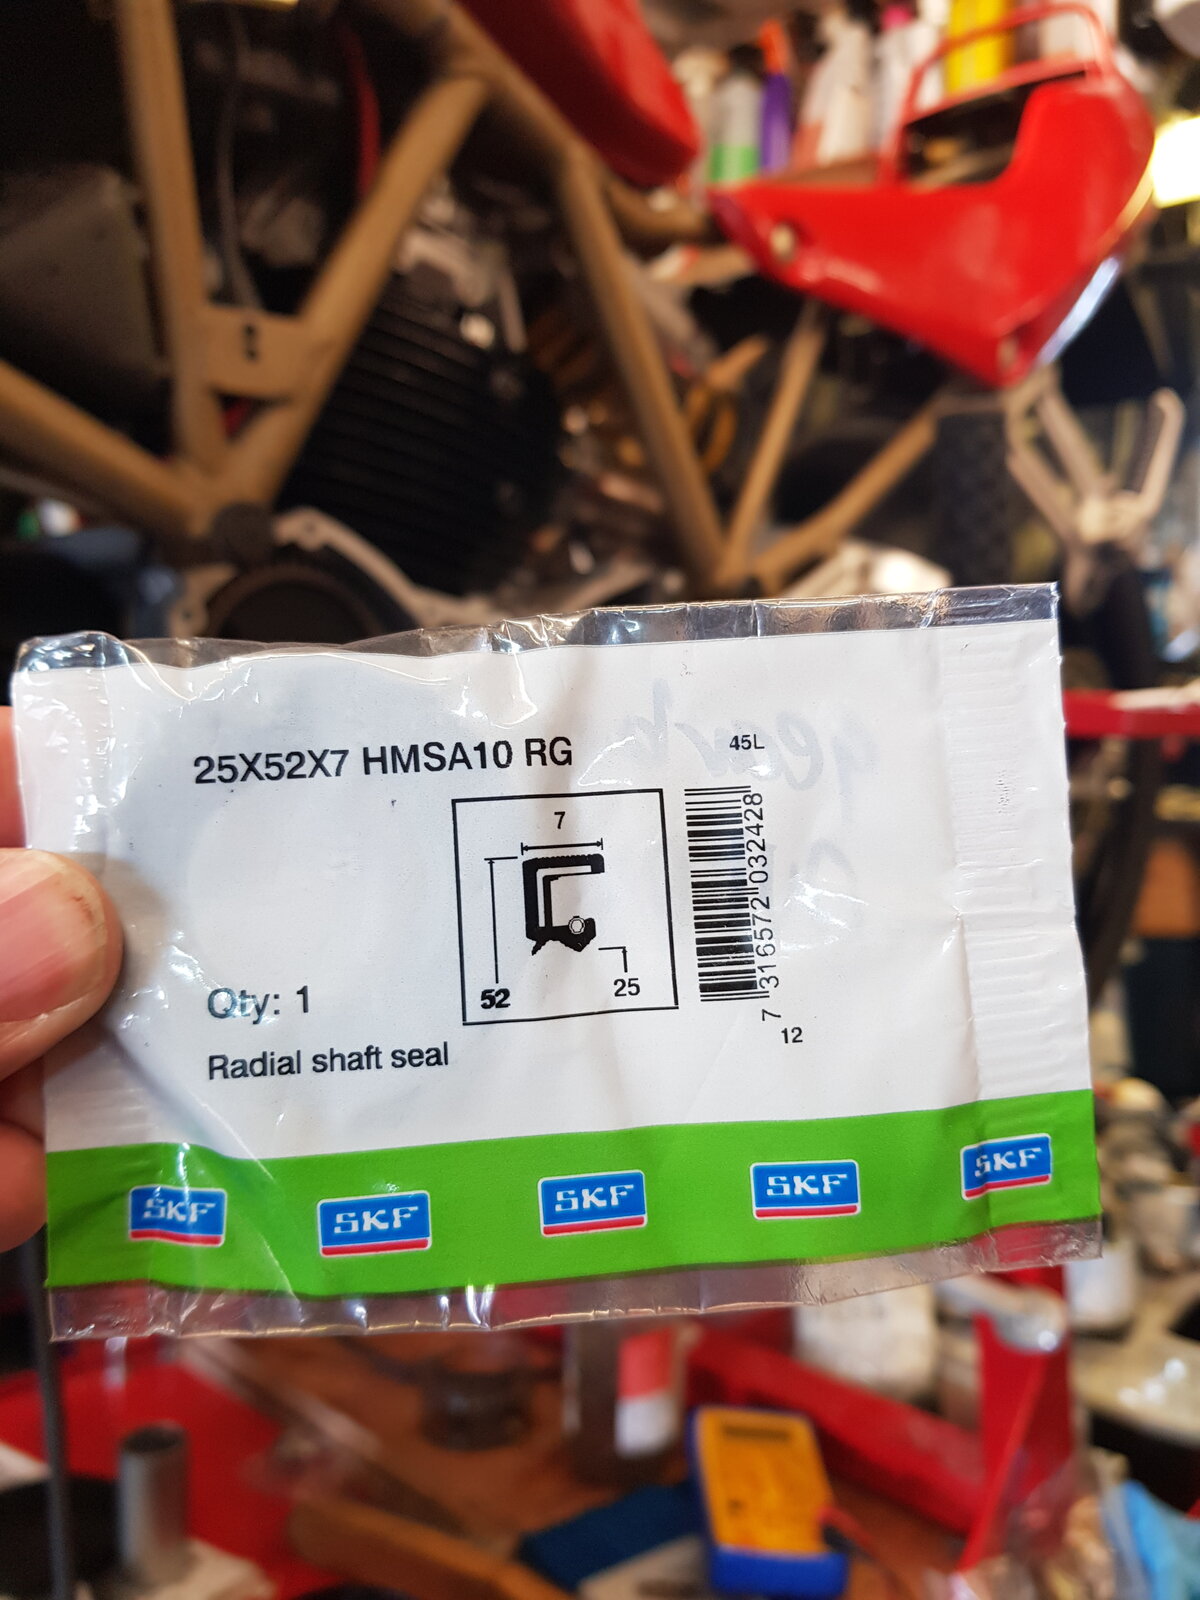 25X52X7 HMSA10 RG
45L
7
52
25
7 316572 032428
12
Qty: 1
Radial shaft seal
SKF
SKF
SKF
SKF
SKF